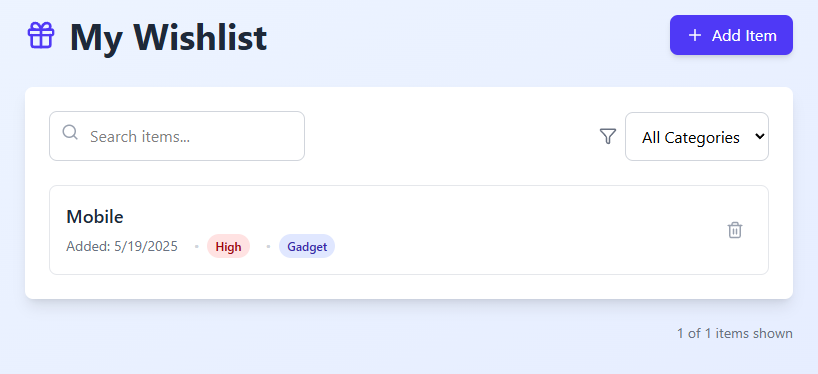 My Wishlist
+ Add Item
Search items...
All Categories
Mobile
Added: 5/19/2025 • High • Gadget
1 of 1 items shown